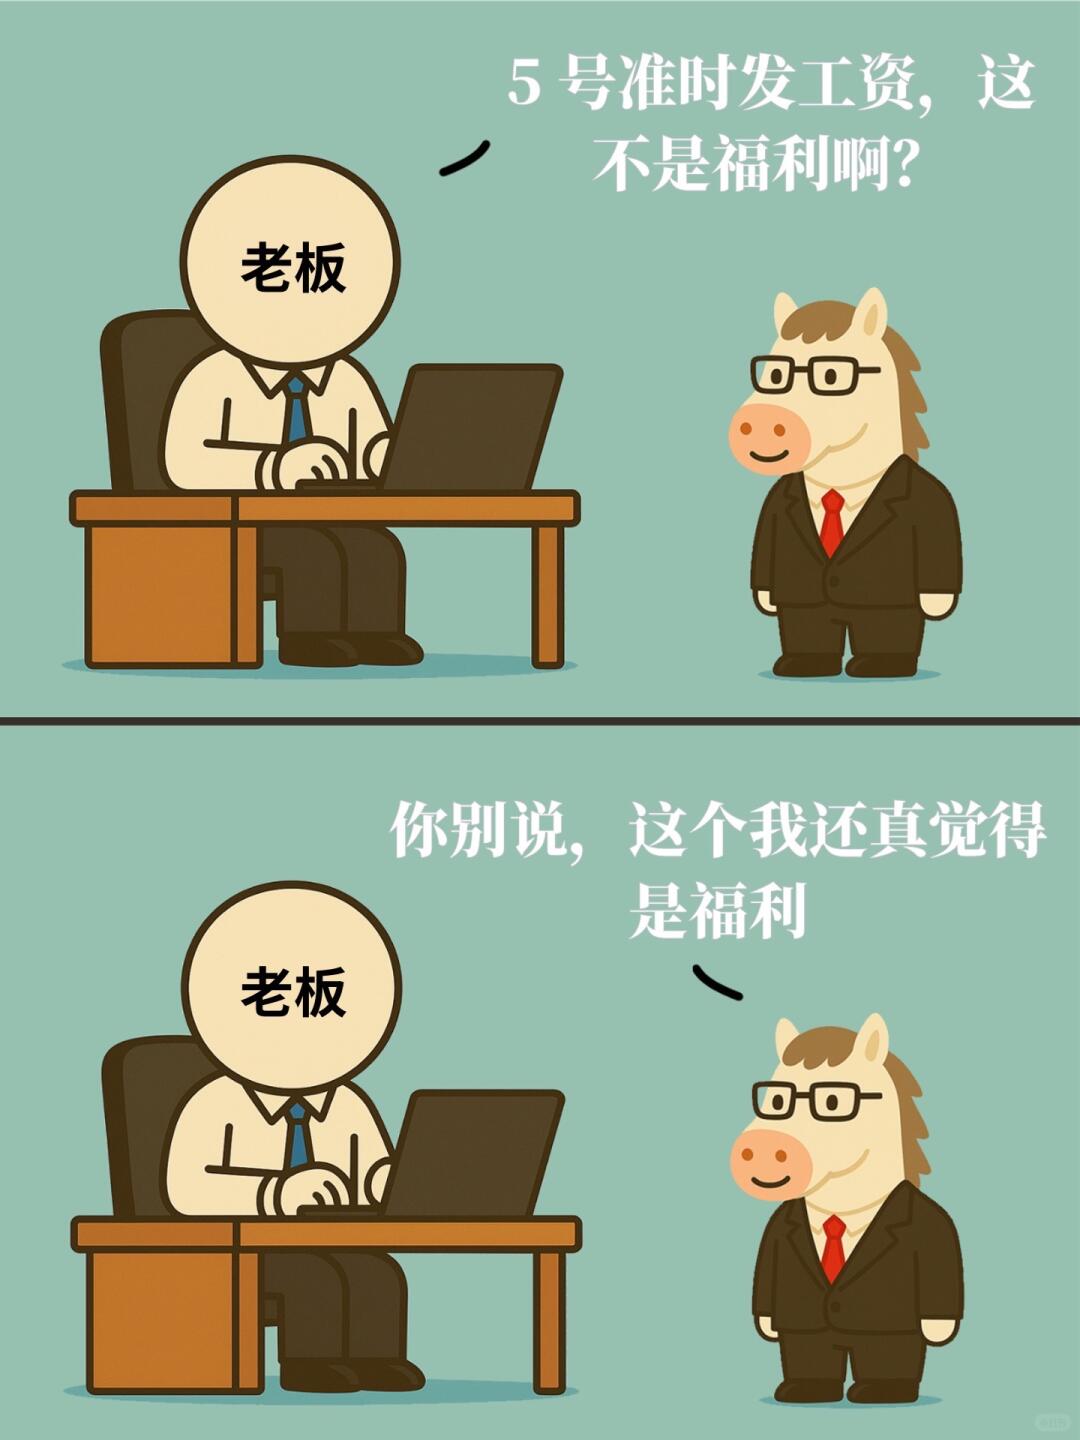 5 号准时发工资，这
不是福利啊？
老板
你别说，这个我还真觉得
是福利
老板